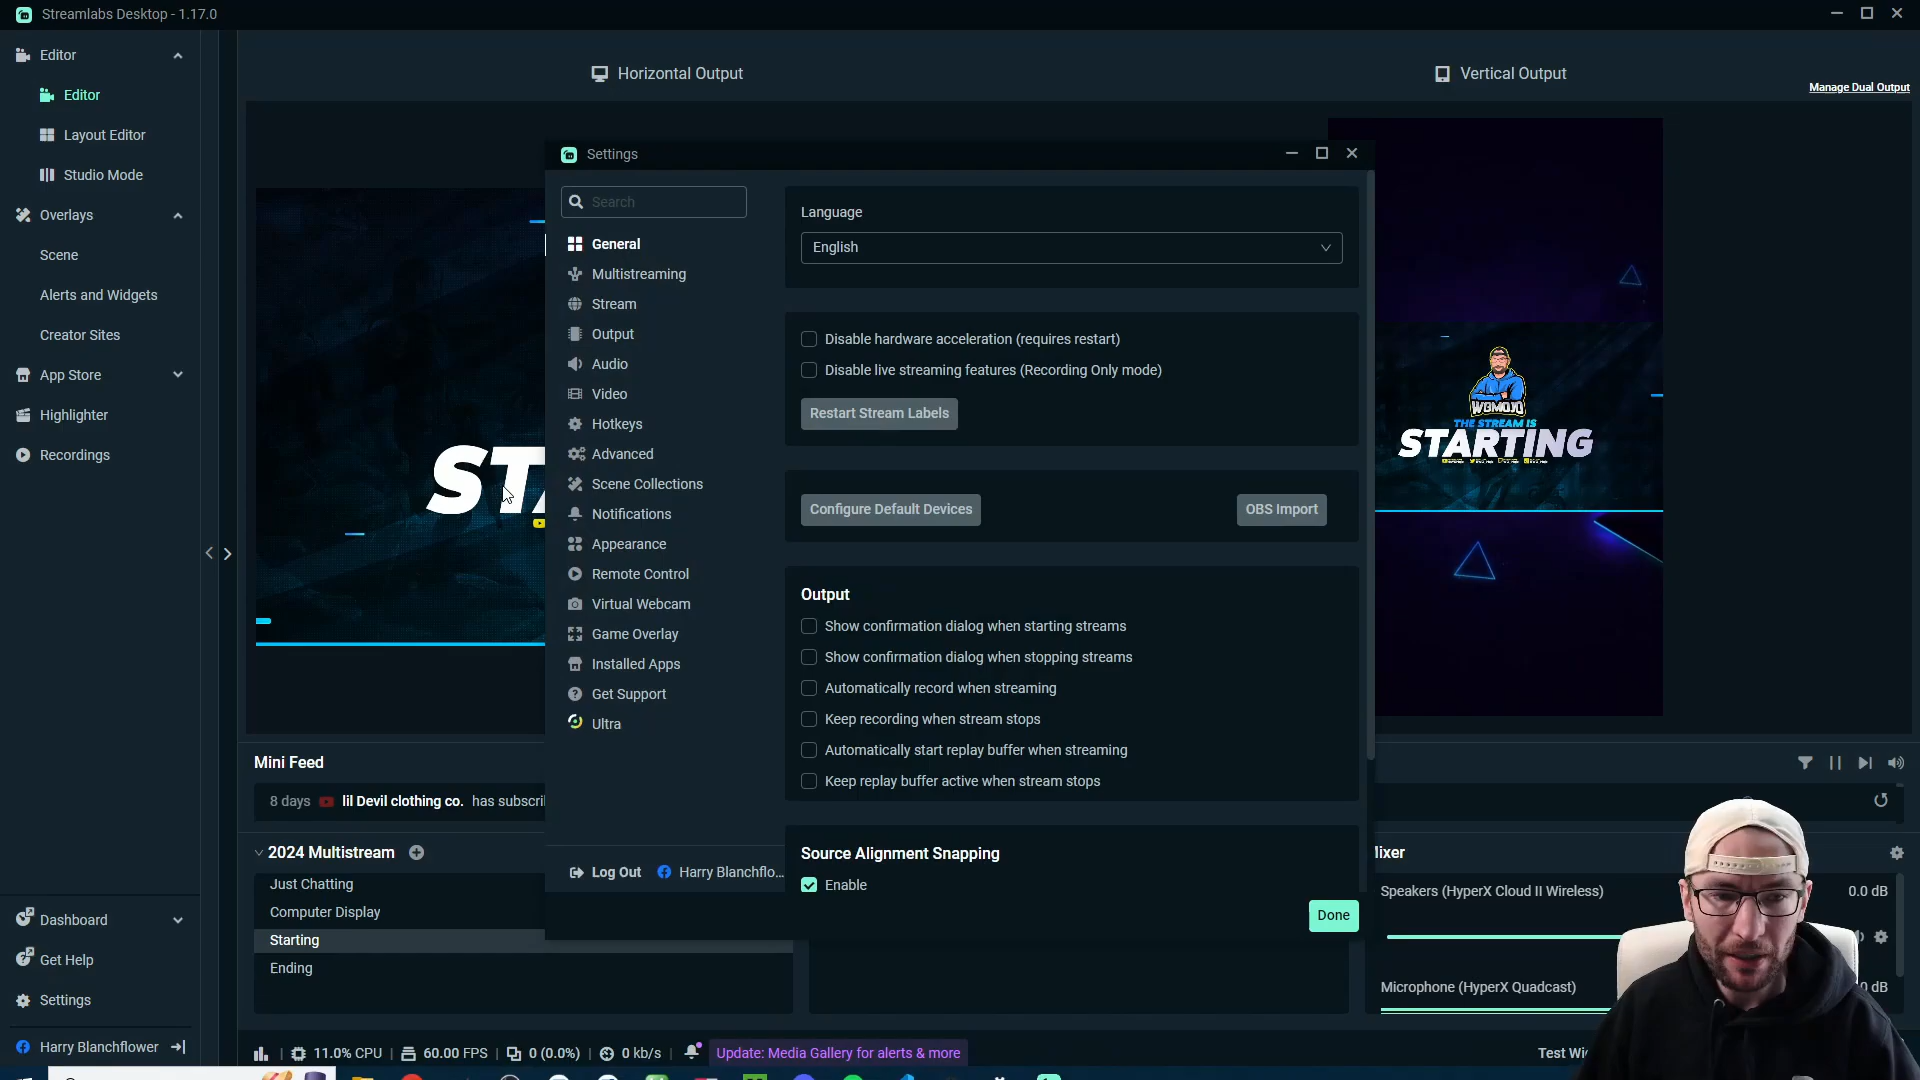 Streamlabs Desktop - 1.17.0
Editor
Editor
Layout Editor
Studio Mode
Overlays
Scene
Alerts and Widgets
Creator Sites
App Store
Highlighter
Recordings
Dashboard
Get Help
Settings
Harry Blanchflower
Horizontal Output
Vertical Output
Manage Dual Output
STA
WGMOJO
THE STREAM IS
STARTING
Settings
Search
General
Multistreaming
Stream
Output
Audio
Video
Hotkeys
Advanced
Scene Collections
Notifications
Appearance
Remote Control
Virtual Webcam
Game Overlay
Installed Apps
Get Support
Ultra
Log Out
Harry Blanchflo...
Language
English
Disable hardware acceleration (requires restart)
Disable live streaming features (Recording Only mode)
Restart Stream Labels
Configure Default Devices
OBS Import
Output
Show confirmation dialog when starting streams
Show confirmation dialog when stopping streams
Automatically record when streaming
Keep recording when stream stops
Automatically start replay buffer when streaming
Keep replay buffer active when stream stops
Source Alignment Snapping
Enable
Done
Mini Feed
8 days lil Devil clothing co. has subscri
2024 Multistream
Just Chatting
Computer Display
Starting
Ending
lixer
Speakers (HyperX Cloud II Wireless) 0.0 dB
Microphone (HyperX Quadcast) 0 dB
11.0% CPU
60.00 FPS
0 (0.0%)
0 kb/s
Update: Media Gallery for alerts & more
Test Wi